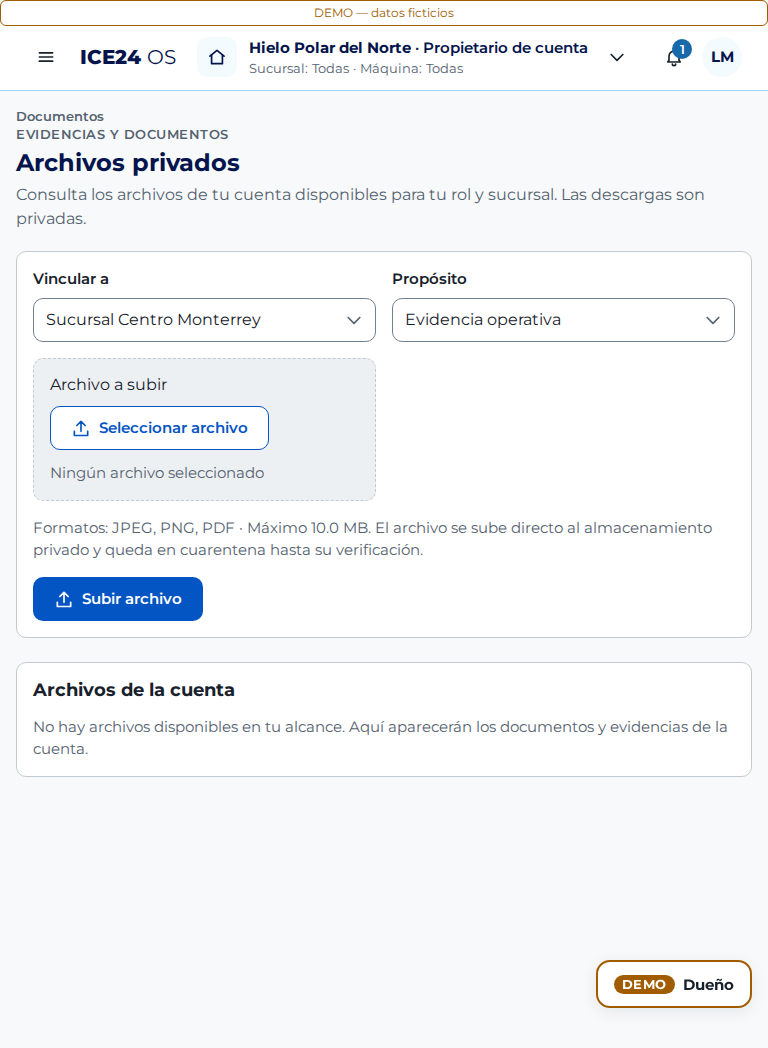 DEMO — datos ficticios
ICE24 OS
Hielo Polar del Norte · Propietario de cuenta
Sucursal: Todas · Máquina: Todas
1
LM
Documentos
EVIDENCIAS Y DOCUMENTOS
Archivos privados
Consulta los archivos de tu cuenta disponibles para tu rol y sucursal. Las descargas son
privadas.
Vincular a
Propósito
Sucursal Centro Monterrey
Evidencia operativa
Archivo a subir
Seleccionar archivo
Ningún archivo seleccionado
Formatos: JPEG, PNG, PDF · Máximo 10.0 MB. El archivo se sube directo al almacenamiento
privado y queda en cuarentena hasta su verificación.
Subir archivo
Archivos de la cuenta
No hay archivos disponibles en tu alcance. Aquí aparecerán los documentos y evidencias de la
cuenta.
DEMO Dueño